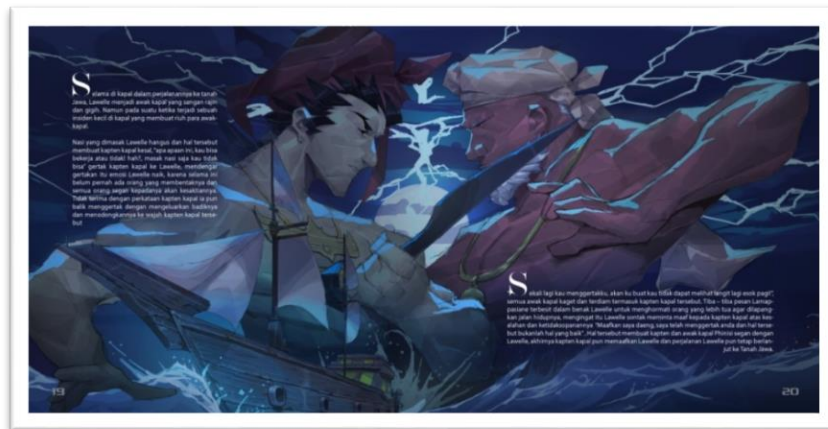 Selama di kapal dalam perjalanannya ke tanah
Jawa, Lawelle menjadi awak kapal yang sangan rajin
dan gigih. Namun pada suatu ketika terjadi sebuah
insiden kecil di kapal yang membuat riuh para awak-
kapal.
Nasi yang dimasak Lawelle hangus dan hal tersebut
membuat kapten kapal kesal, "apa apaan ini, kau bisa
bekerja atau tidak! hah?, masak nasi saja kau tidak
bisa" gertak kapten kapal ke Lawelle, mendengar
gertakan itu emosi Lawelle naik, karena selama ini
belum pernah ada orang yang membentaknya dan
semua orang segan kepadanya akan kesaktiannya.
Tidak terima dengan perkataan kapten kapal ia pun
balik menggertak dengan mengeluarkan badiknya
dan menodongkannya ke wajah kapten kapal terse-
but
Sekali lagi kau menggertakku, akan ku buat kau tidak dapat melihat langit lagi esok pagi!",
semua awak kapal kaget dan terdiam termasuk kapten kapal tersebut. Tiba – tiba pesan Lamap-
paslane terbesit dalam benak Lawelle untuk menghormati orang yang lebih tua agar dilapang-
kan jalan hidupnya, mengingat itu Lawelle sontak meminta maaf kepada kapten kapal atas kes-
alahan dan ketidaksopanannya. "Maafkan saya daeng, saya telah menggertak anda dan hal terse-
but bukanlah hal yang baik". Hal tersebut membuat kapten dan awak kapal Phinisi segan dengan
Lawelle, akhirnya kapten kapal pun memaafkan Lawelle dan perjalanan Lawelle pun tetap berlan-
jut ke Tanah Jawa.
19
20